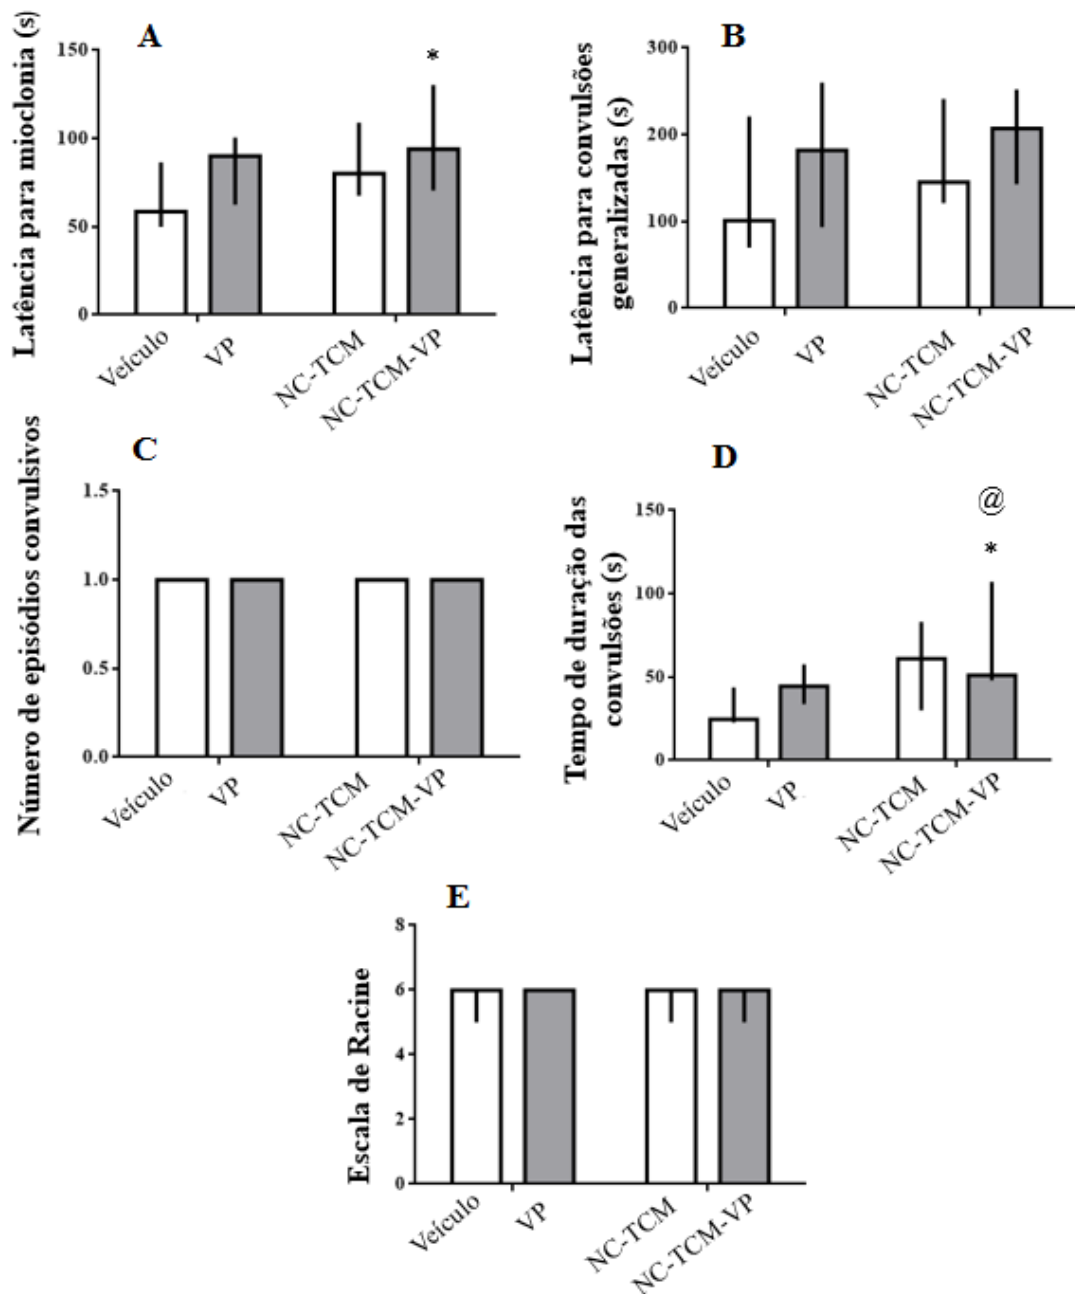 A
Latência para mioclonia (s)
150
100
50
0
*
Veículo
VP
NC-TCM
NC-TCM-VP
B
Latência para convulsões
generalizadas (s)
300
200
100
0
Veículo
VP
NC-TCM
NC-TCM-VP
C
Número de episódios convulsivos
1.5
1.0
0.5
0.0
Veículo
VP
NC-TCM
NC-TCM-VP
D
Tempo de duração das
convulsões (s)
150
100
50
0
@
*
Veículo
VP
NC-TCM
NC-TCM-VP
E
Escala de Racine
8
6
4
2
0
Veículo
VP
NC-TCM
NC-TCM-VP